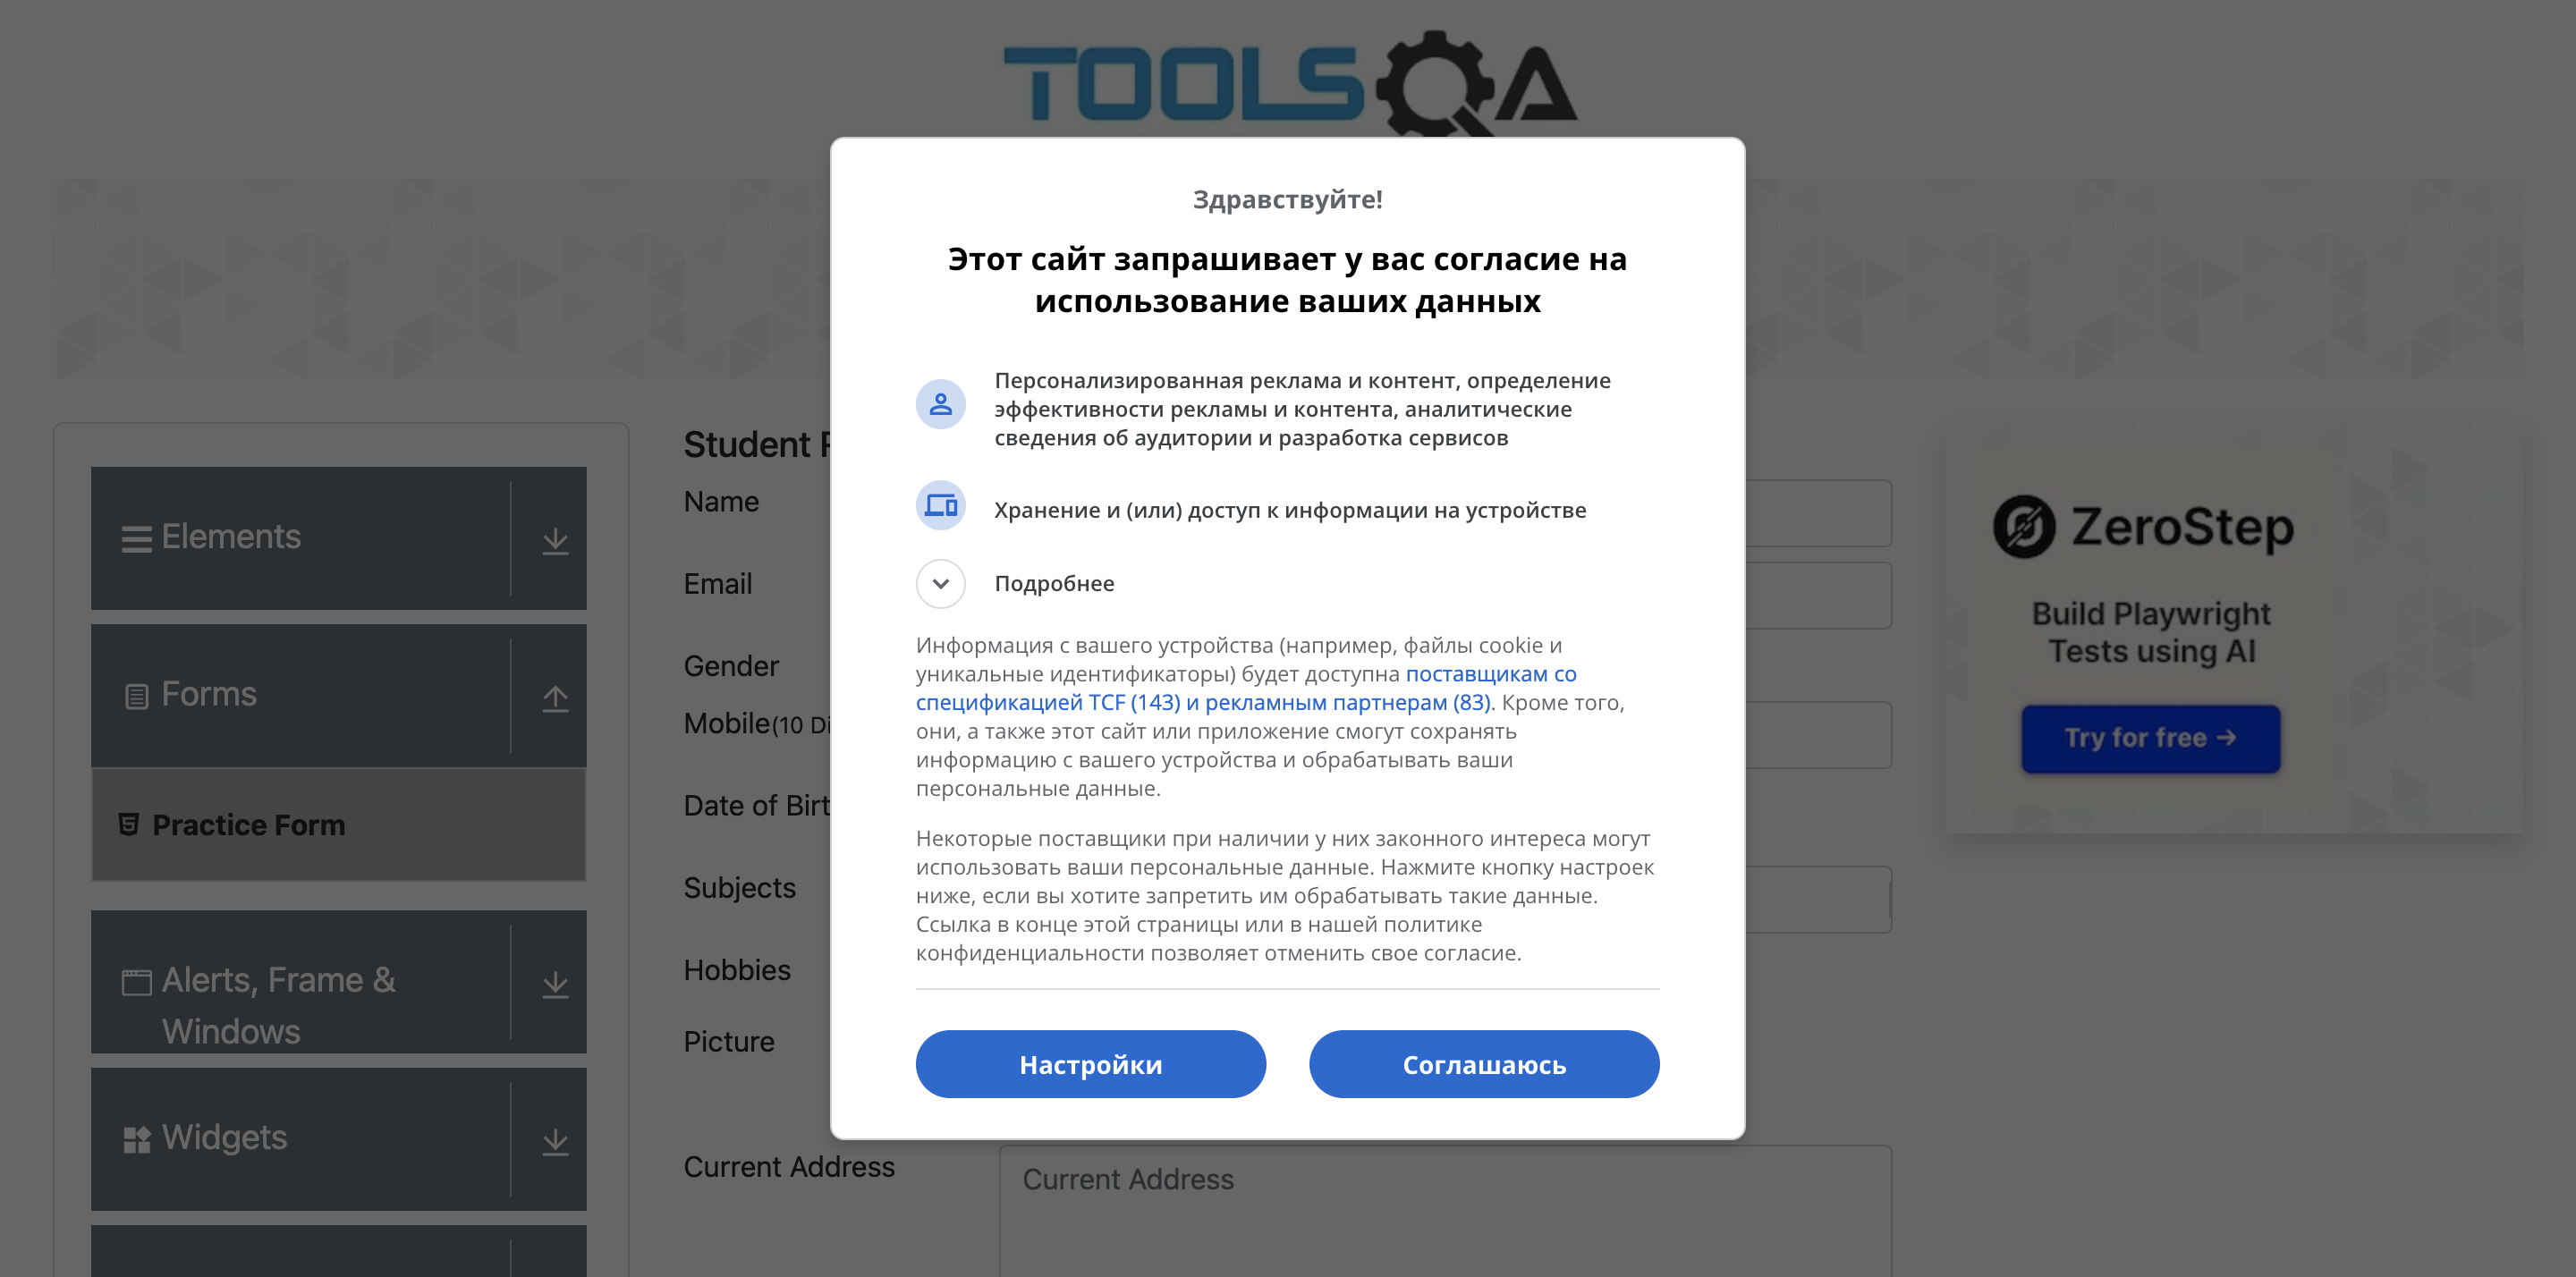 TOOLSQA
Здравствуйте!
Этот сайт запрашивает у вас согласие на
использование ваших данных
Персонализированная реклама и контент, определение
эффективности рекламы и контента, аналитические
сведения об аудитории и разработка сервисов
Хранение и (или) доступ к информации на устройстве
Подробнее
Информация с вашего устройства (например, файлы cookie и
уникальные идентификаторы) будет доступна поставщикам со
спецификацией TCF (143) и рекламным партнерам (83). Кроме того,
они, а также этот сайт или приложение смогут сохранять
информацию с вашего устройства и обрабатывать ваши
персональные данные.
Некоторые поставщики при наличии у них законного интереса могут
использовать ваши персональные данные. Нажмите кнопку настроек
ниже, если вы хотите запретить им обрабатывать такие данные.
Ссылка в конце этой страницы или в нашей политике
конфиденциальности позволяет отменить свое согласие.
Настройки
Соглашаюсь
Elements
Forms
Practice Form
Alerts, Frame &
Windows
Widgets
Student
Name
Email
Gender
Mobile(10
Date of
Subjects
Hobbies
Picture
Current Address
Current Address
ZeroStep
Build Playwright
Tests using AI
Try for free →